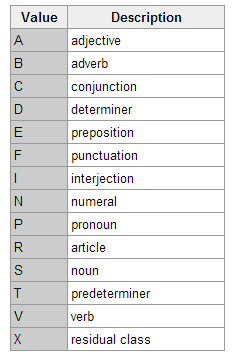 Value Description
A adjective
B adverb
C conjunction
D determiner
E preposition
F punctuation
I interjection
N numeral
P pronoun
R article
S noun
T predeterminer
V verb
X residual class